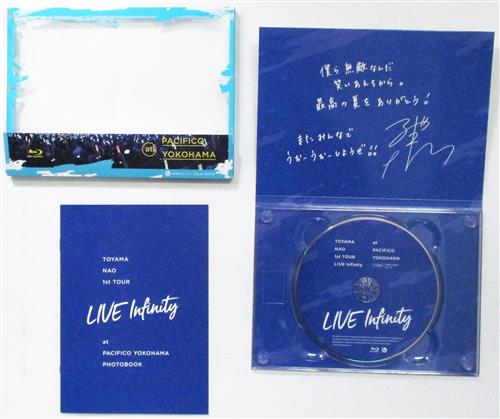 at
PACIFICO
YOKOHAMA
僕ら無敵なんだ
笑いあえるから。
最高の夏をありがとう!
またみんなで
うかーうかーしようぜ!!
TOYAMA
NAO
1st TOUR
LIVE Infinity
at
PACIFICO YOKOHAMA
PHOTOBOOK
TOYAMA
NAO
1st TOUR
LIVE Infinity
at
PACIFICO
YOKOHAMA
LIVE Infinity